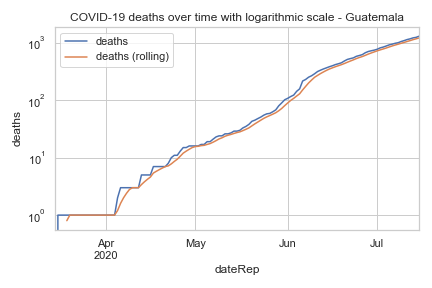 COVID-19 deaths over time with logarithmic scale - Guatemala
deaths
deaths (rolling)
10³
10²
10¹
10⁰
deaths
Apr
2020
May
Jun
Jul
dateRep